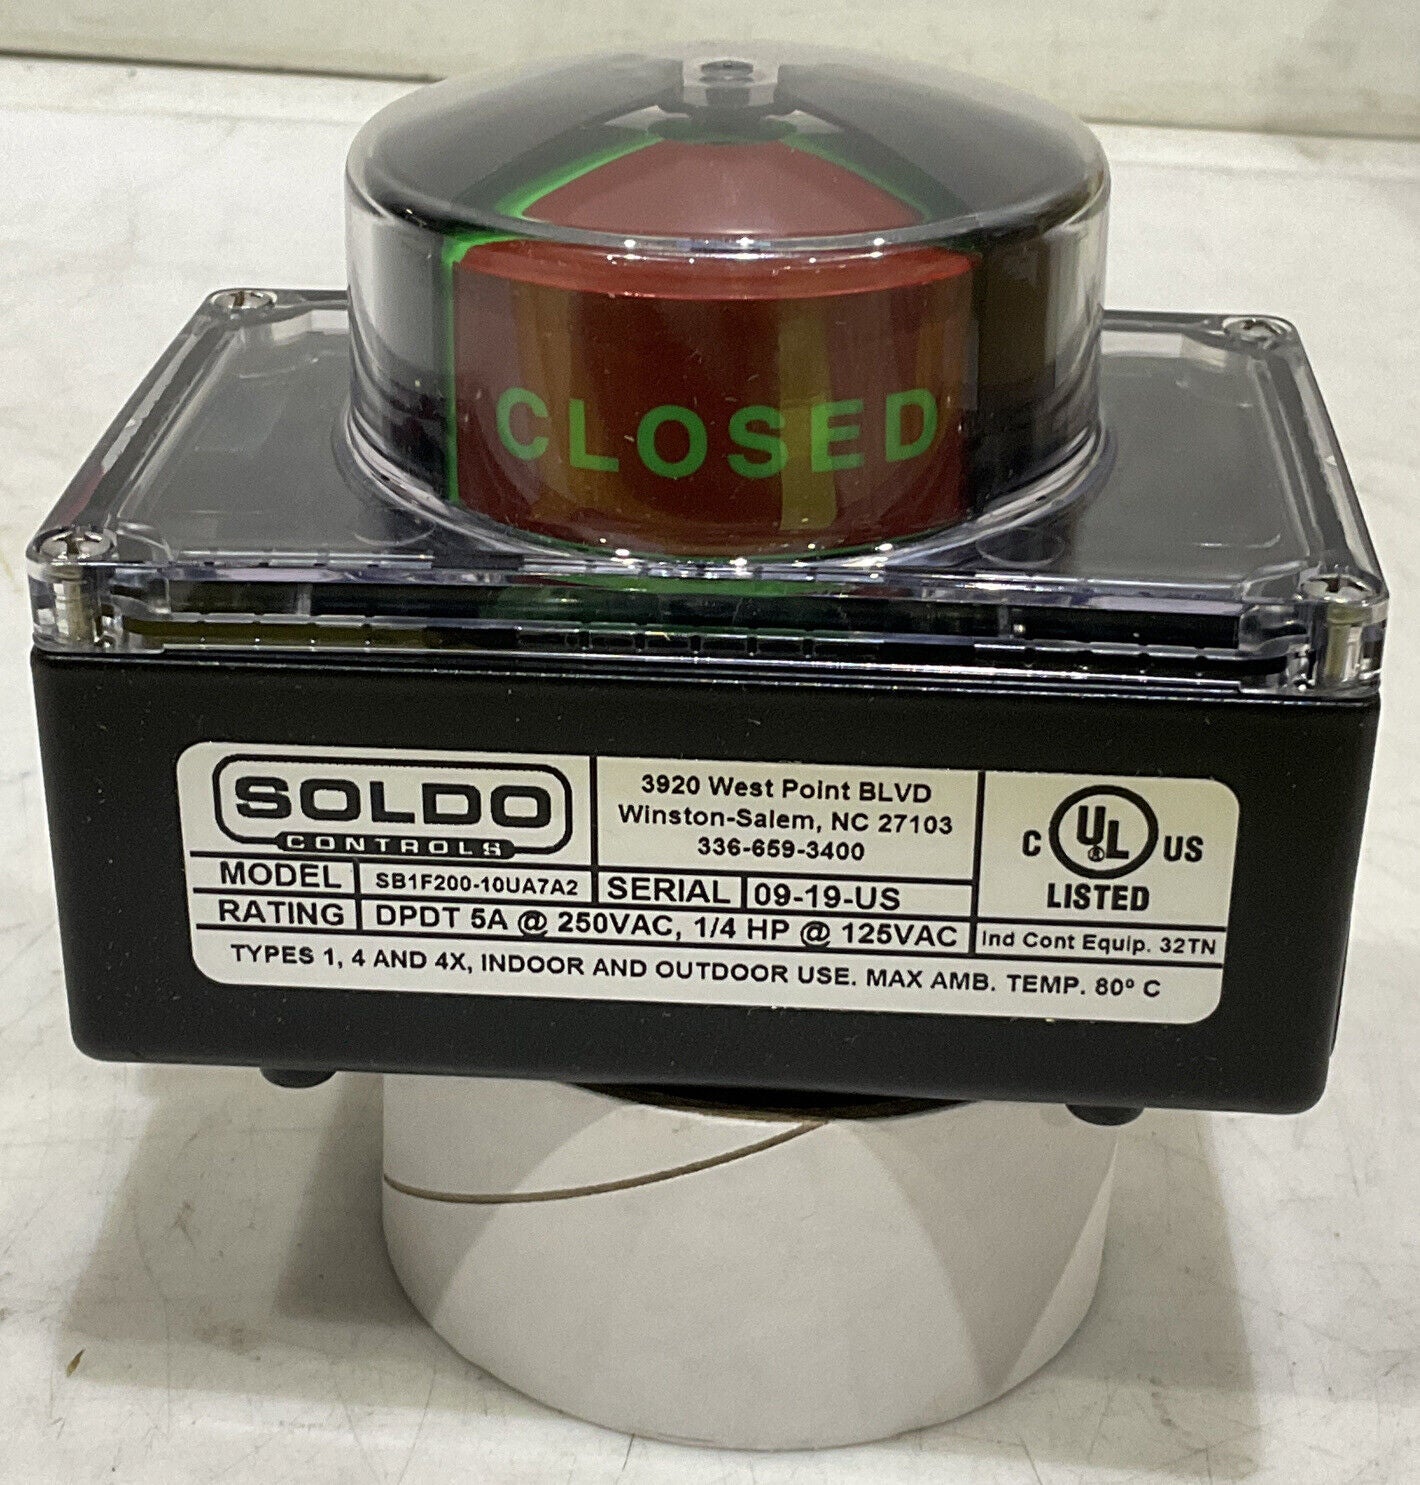 CLOSED
SOLDO
CONTROLS
3920 West Point BLVD
Winston-Salem, NC 27103
336-659-3400
C UL ® US
LISTED
MODEL SB1F200-10UA7A2 SERIAL 09-19-US
RATING DPDT 5A @ 250VAC, 1/4 HP @ 125VAC Ind Cont Equip. 32TN
TYPES 1, 4 AND 4X, INDOOR AND OUTDOOR USE. MAX AMB. TEMP. 80º C